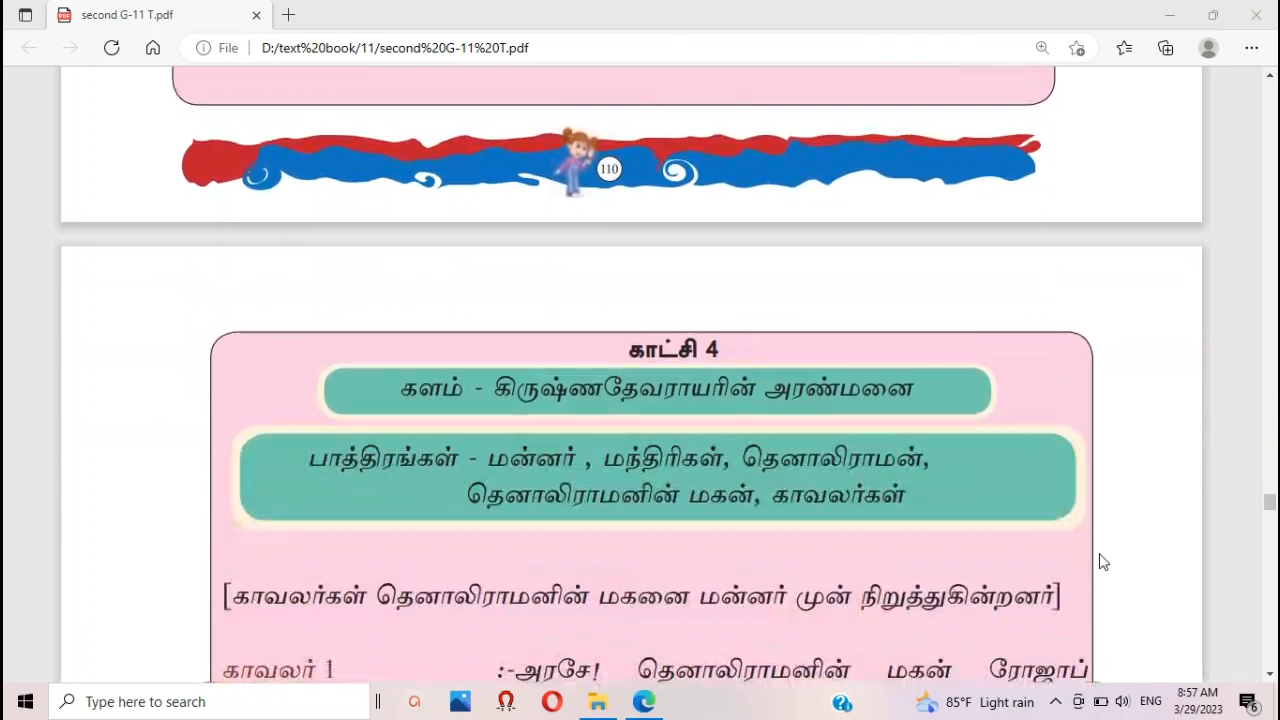 second G-11 T.pdf
File
D:/text%20book/11/second%20G-11%20T.pdf
110
காட்சி 4
களம் - கிருஷ்ணதேவராயரின் அரண்மனை
பாத்திரங்கள் - மன்னர் , மந்திரிகள், தெனாலிராமன்,
தெனாலிராமனின் மகன், காவலர்கள்
[காவலர்கள் தெனாலிராமனின் மகனை மன்னர் முன் நிறுத்துகின்றனர்]
காவலர் 1 :-அரசே! தெனாலிராமனின் மகன் ரோஜாப்
Type here to search
85°F Light rain
ENG
8:57 AM
3/29/2023
6